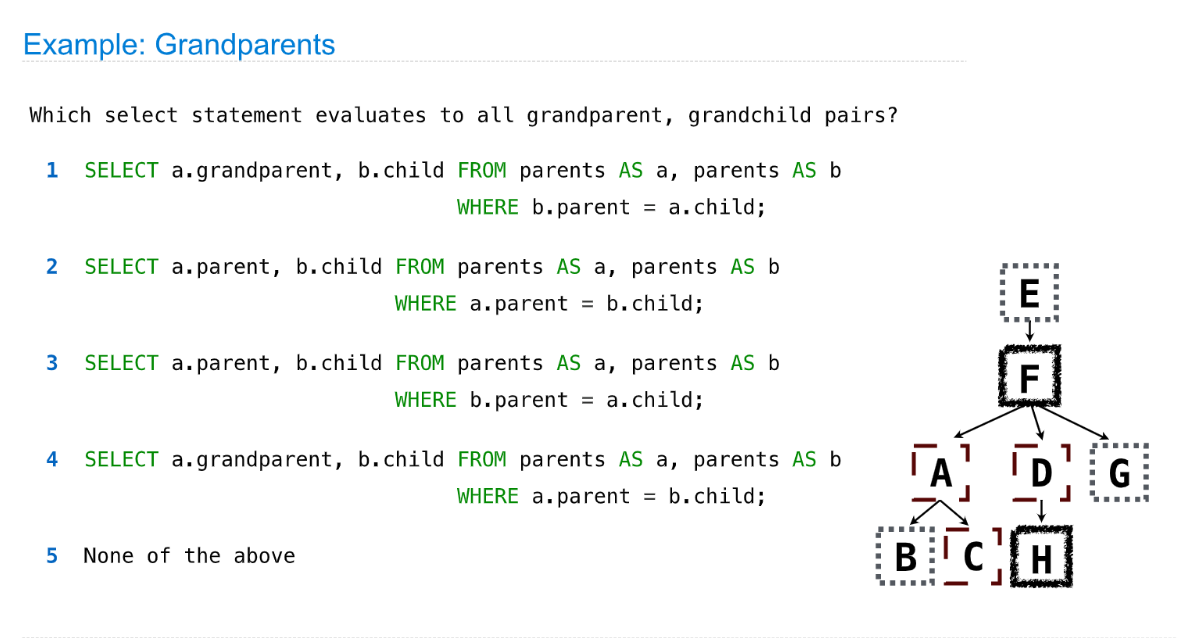 Example: Grandparents
Which select statement evaluates to all grandparent, grandchild pairs?
1 SELECT a.grandparent, b.child FROM parents AS a, parents AS b
WHERE b.parent = a.child;
2 SELECT a.parent, b.child FROM parents AS a, parents AS b
WHERE a.parent = b.child;
3 SELECT a.parent, b.child FROM parents AS a, parents AS b
WHERE b.parent = a.child;
4 SELECT a.grandparent, b.child FROM parents AS a, parents AS b
WHERE a.parent = b.child;
5 None of the above
E
F
A D G
B C H